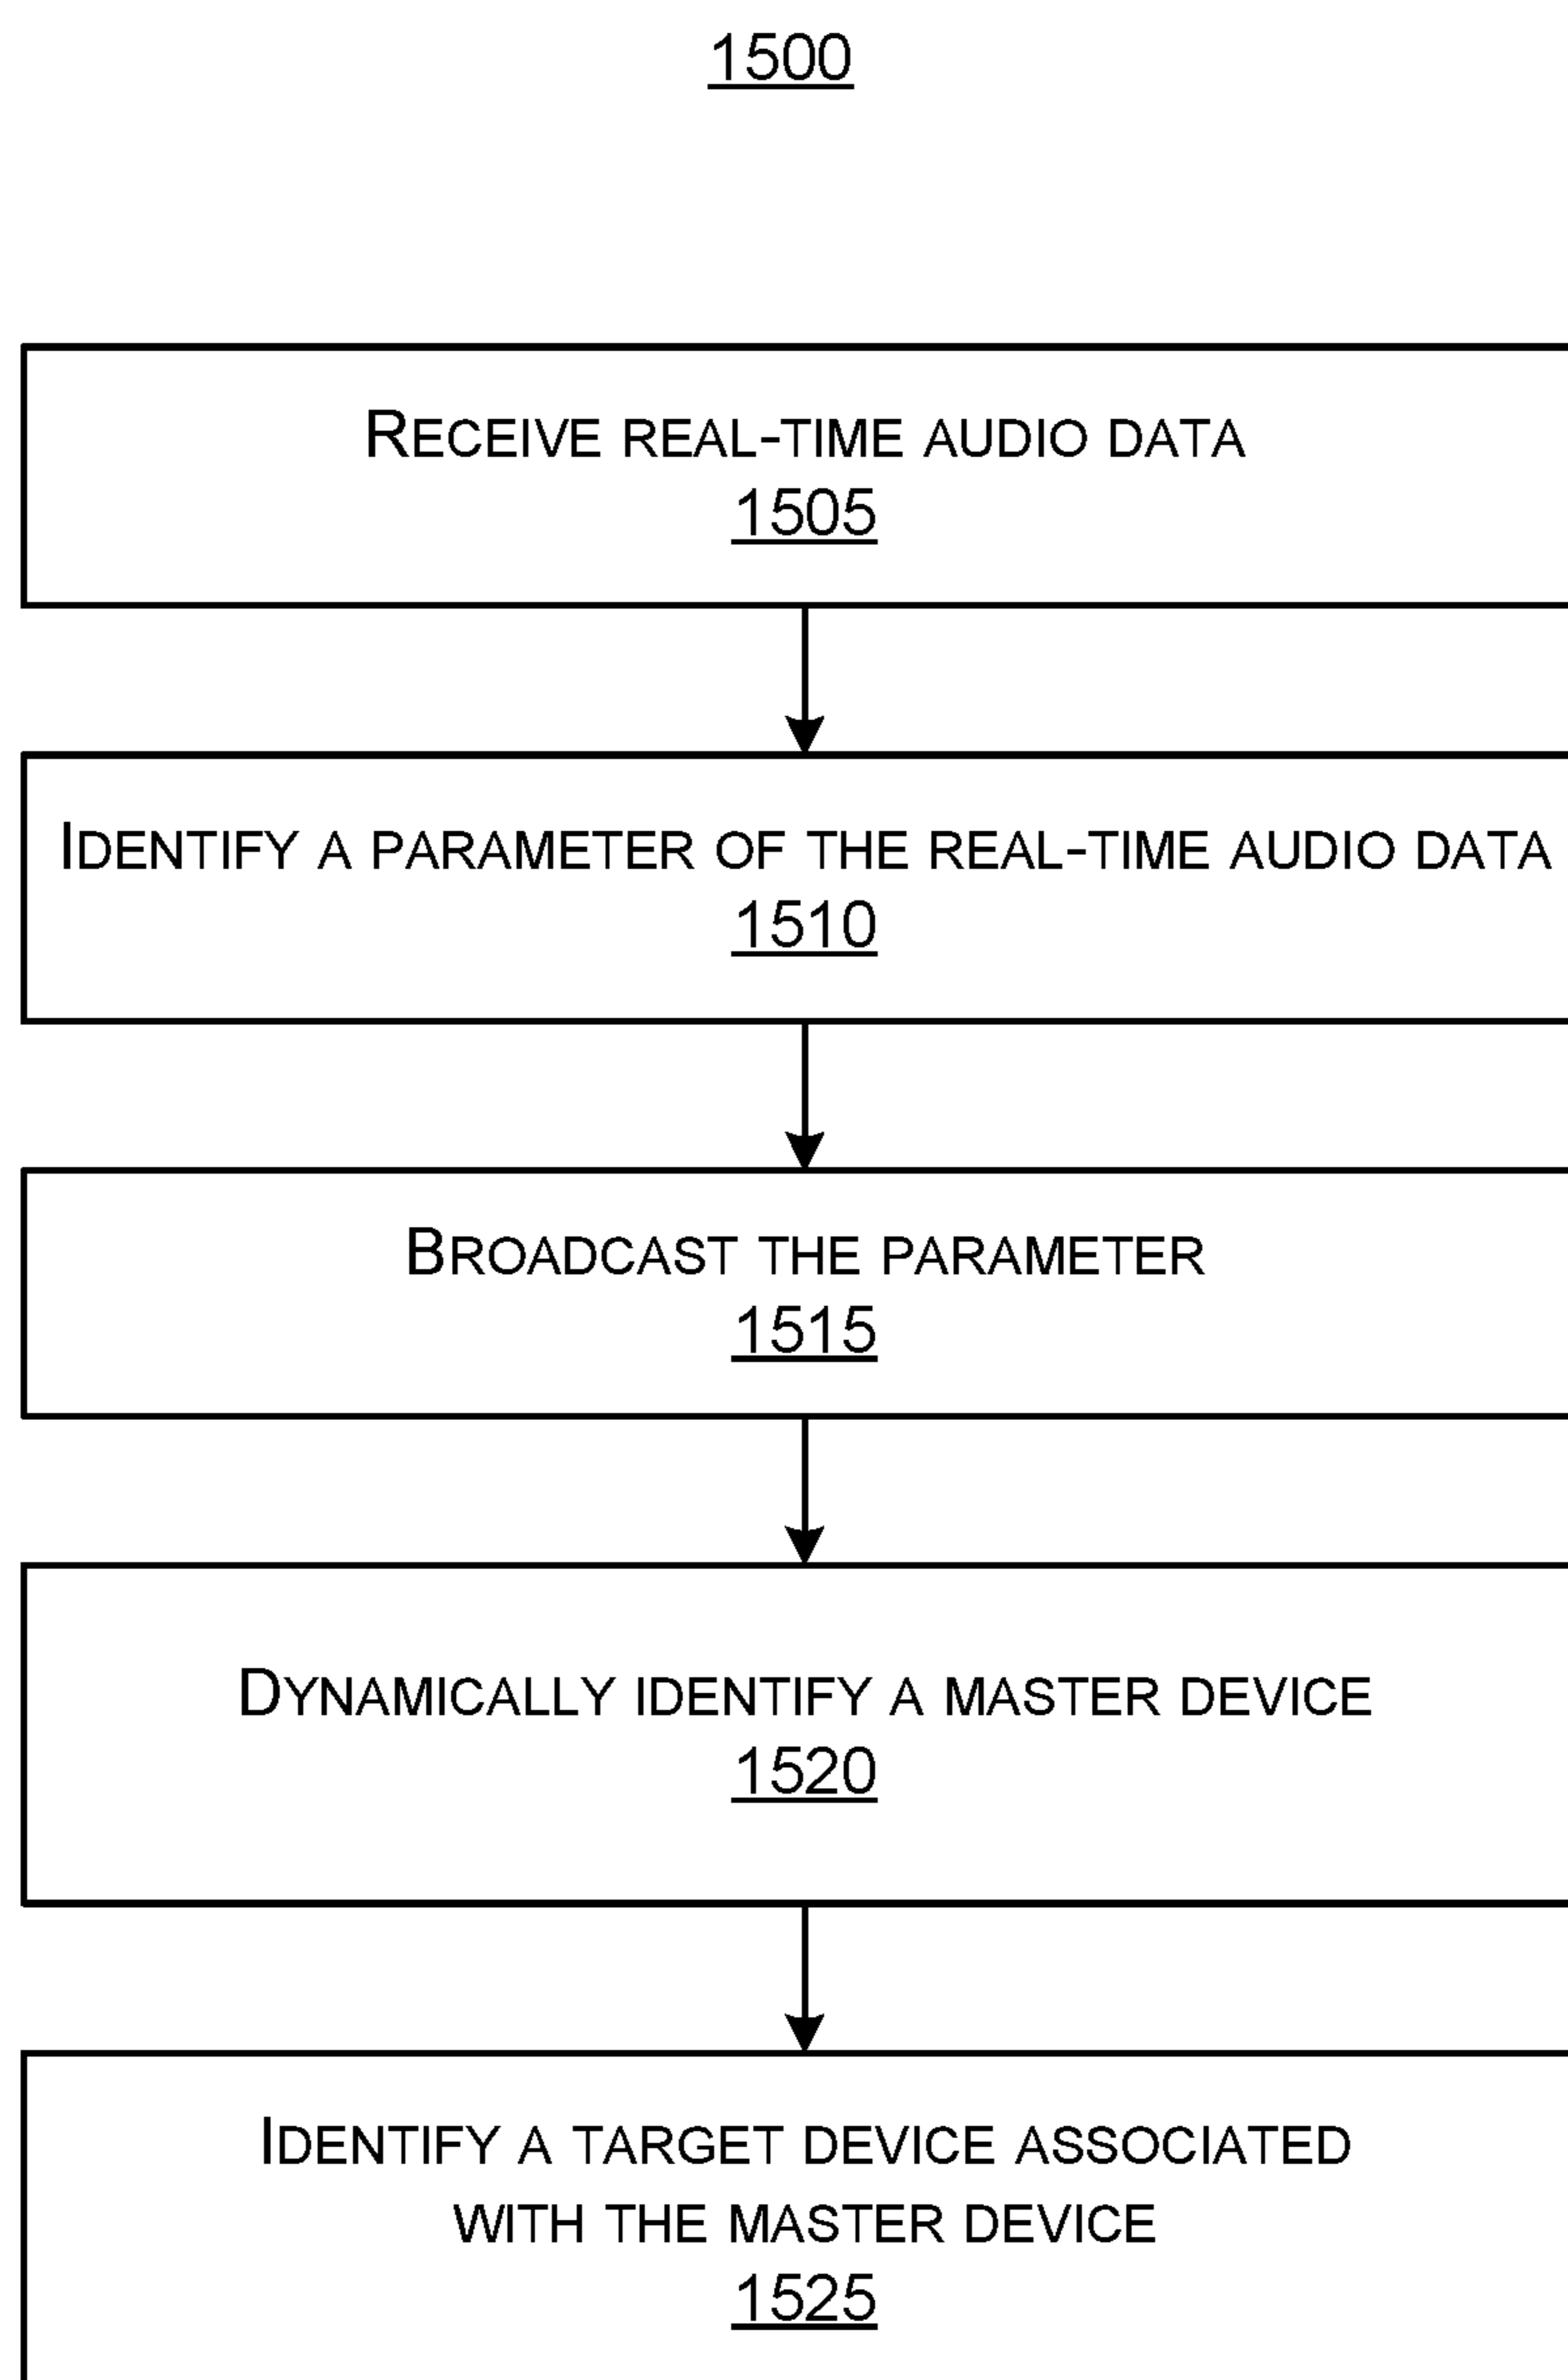 1500
RECEIVE REAL-TIME AUDIO DATA
1505
IDENTIFY A PARAMETER OF THE REAL-TIME AUDIO DATA
1510
BROADCAST THE PARAMETER
1515
DYNAMICALLY IDENTIFY A MASTER DEVICE
1520
IDENTIFY A TARGET DEVICE ASSOCIATED
WITH THE MASTER DEVICE
1525